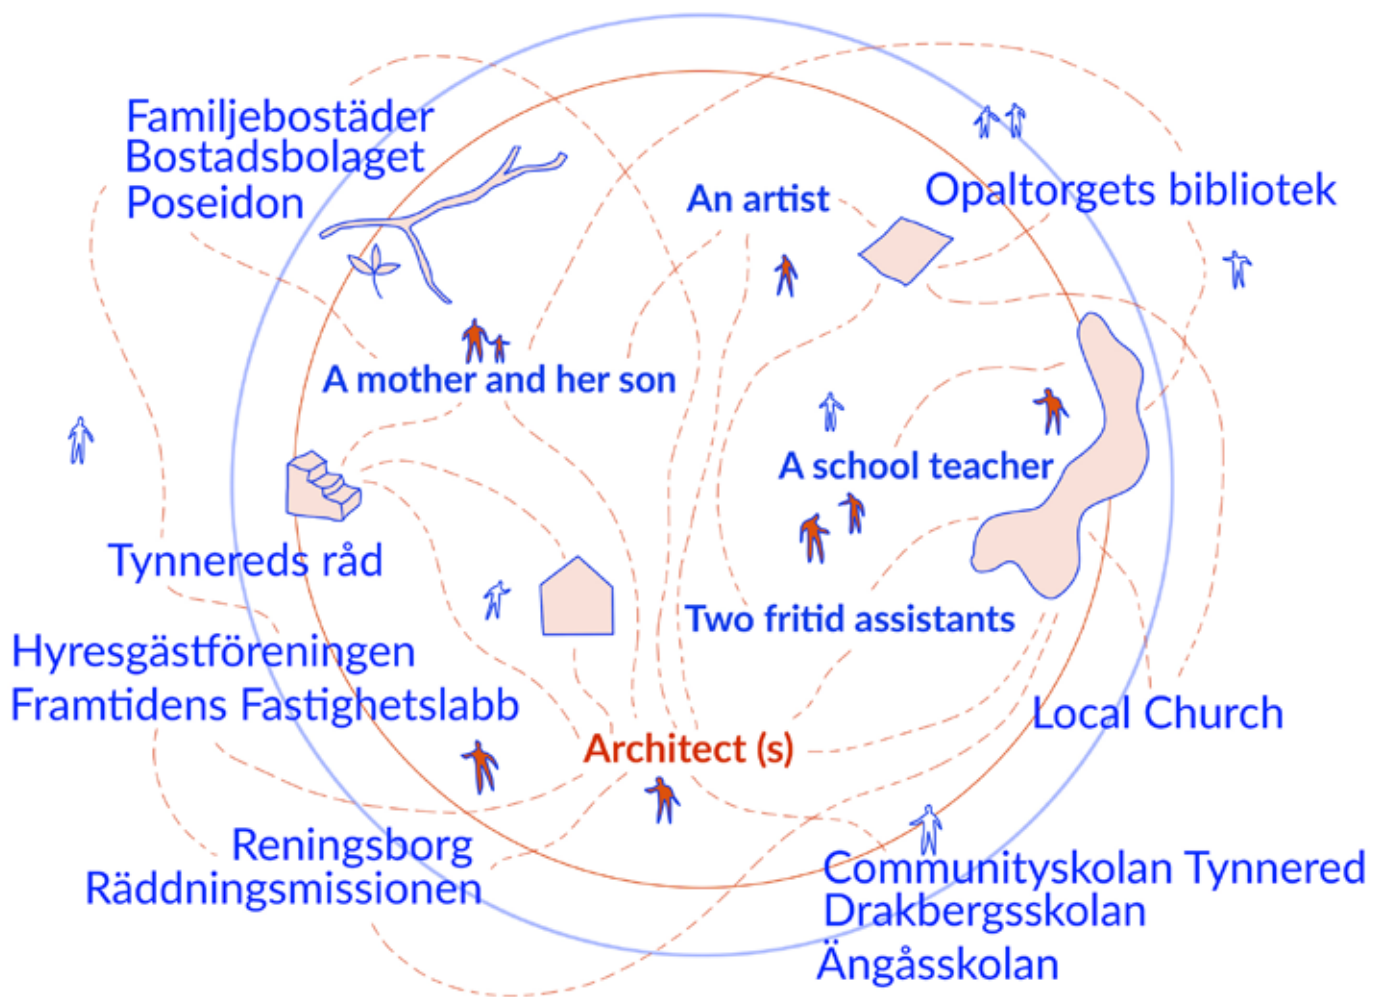 Familjebostäder
Bostadsbolaget
Poseidon
An artist
Opaltorgets bibliotek
A mother and her son
A school teacher
Tynnereds råd
Two fritid assistants
Hyresgästföreningen
Framtidens Fastighetslabb
Local Church
Architect (s)
Reningsborg
Räddningsmissionen
Communityskolan Tynnered
Drakbergsskolan
Ängåsskolan